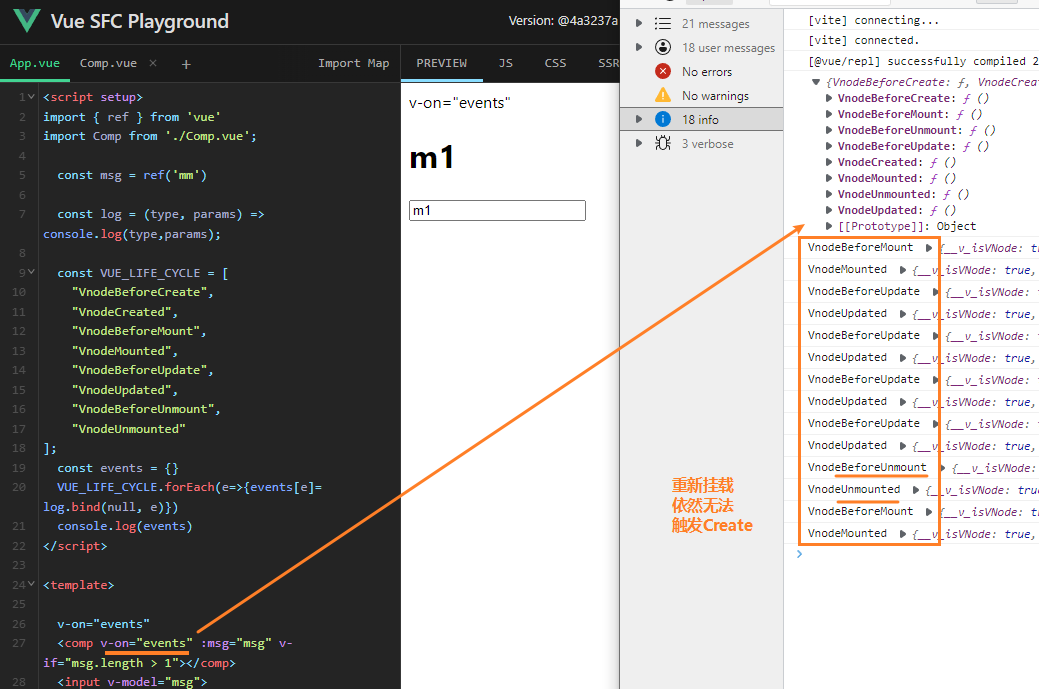 Vue SFC Playground
Version: @4a3237a
App.vue
Comp.vue
×
+
Import Map
1 <script setup>
2 import { ref } from 'vue'
3 import Comp from './Comp.vue';
4
5 const msg = ref('mm')
6
7 const log = (type, params) =>
console.log(type,params);
8
9 const VUE_LIFE_CYCLE = [
10 "VnodeBeforeCreate",
11 "VnodeCreated",
12 "VnodeBeforeMount",
13 "VnodeMounted",
14 "VnodeBeforeUpdate",
15 "VnodeUpdated",
16 "VnodeBeforeUnmount",
17 "VnodeUnmounted"
18 ];
19 const events = {}
20 VUE_LIFE_CYCLE.forEach(e=>{events[e]=
log.bind(null, e)})
21 console.log(events)
22 </script>
23
24 <template>
25
26 v-on="events"
27 <comp v-on="events" :msg="msg" v-
if="msg.length > 1"></comp>
28 <input v-model="msg">
PREVIEW
JS
CSS
SSR
v-on="events"
m1
m1
21 messages
18 user messages
No errors
No warnings
18 info
3 verbose
重新挂载
依然无法
触发Create
[vite] connecting...
[vite] connected.
[@vue/repl] successfully compiled 2
{VnodeBeforeCreate: ƒ, VnodeCrea
VnodeBeforeCreate: ƒ ()
VnodeBeforeMount: ƒ ()
VnodeBeforeUnmount: ƒ ()
VnodeBeforeUpdate: ƒ ()
VnodeCreated: ƒ ()
VnodeMounted: ƒ ()
VnodeUnmounted: ƒ ()
VnodeUpdated: ƒ ()
[[Prototype]]: Object
VnodeBeforeMount {__v_isVNode: tr
VnodeMounted {__v_isVNode: true,
VnodeBeforeUpdate {__v_isVNode: t
VnodeUpdated {__v_isVNode: true,
VnodeBeforeUpdate {__v_isVNode: t
VnodeUpdated {__v_isVNode: true,
VnodeBeforeUpdate {__v_isVNode: t
VnodeUpdated {__v_isVNode: true,
VnodeBeforeUpdate {__v_isVNode: t
VnodeUpdated {__v_isVNode: true,
VnodeBeforeUnmount {__v_isVNode:
VnodeUnmounted {__v_isVNode: true
VnodeBeforeMount {__v_isVNode: tr
VnodeMounted {__v_isVNode: true,